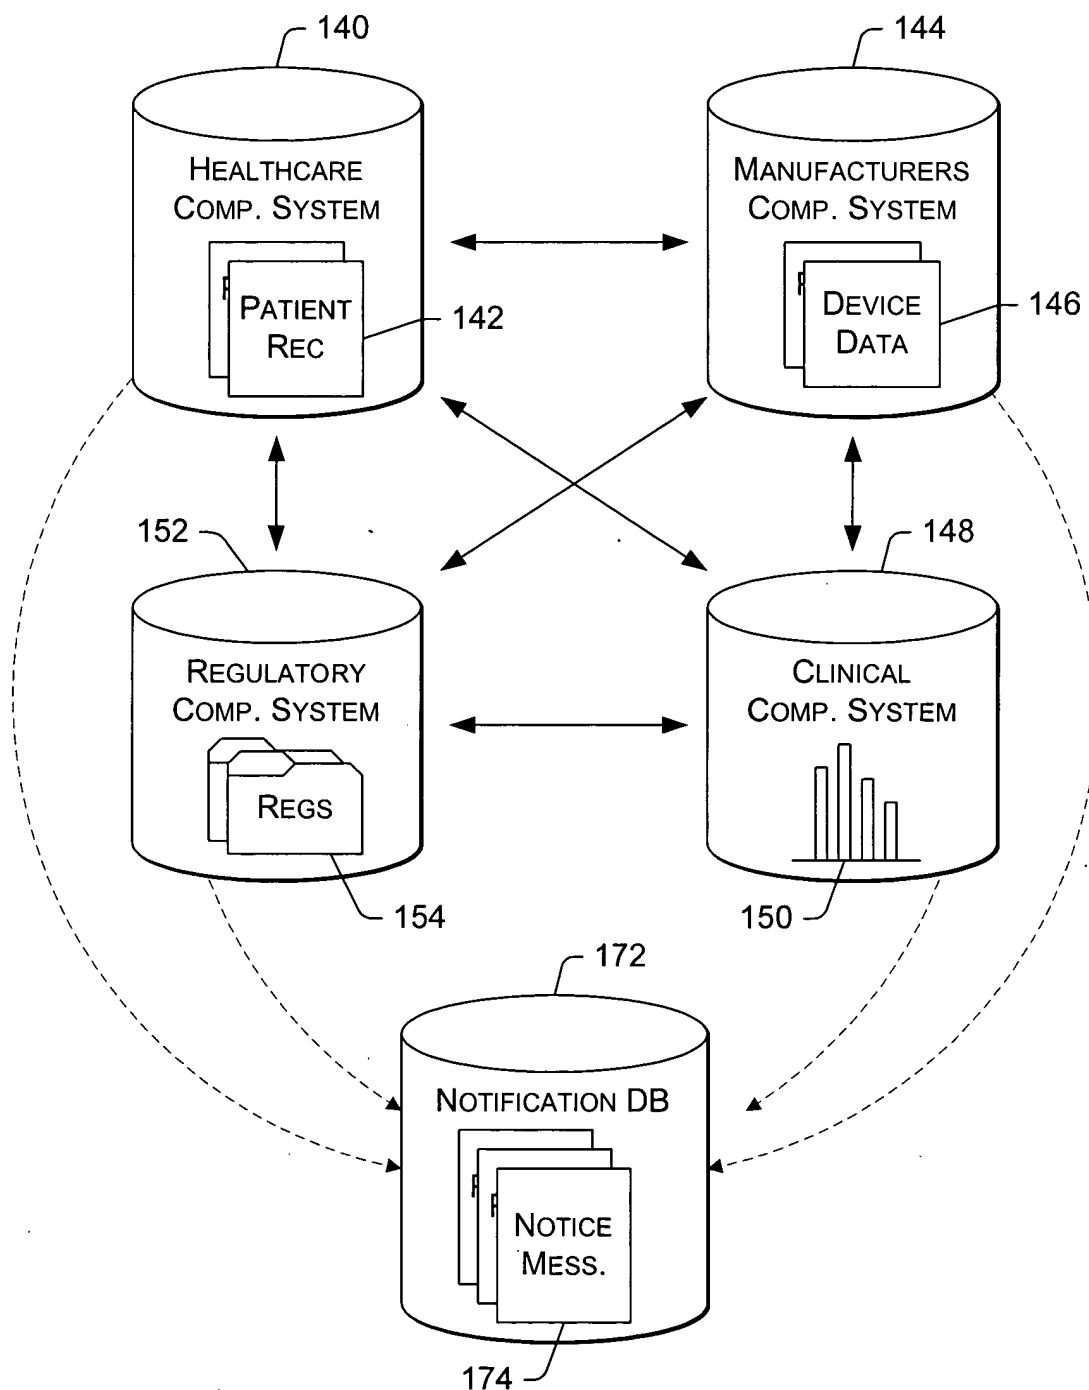 140
144
HEALTHCARE
COMP. SYSTEM
MANUFACTURERS
COMP. SYSTEM
PATIENT
REC
142
DEVICE
DATA
146
152
148
REGULATORY
COMP. SYSTEM
CLINICAL
COMP. SYSTEM
REGS
154
150
172
NOTIFICATION DB
NOTICE
MESS.
174